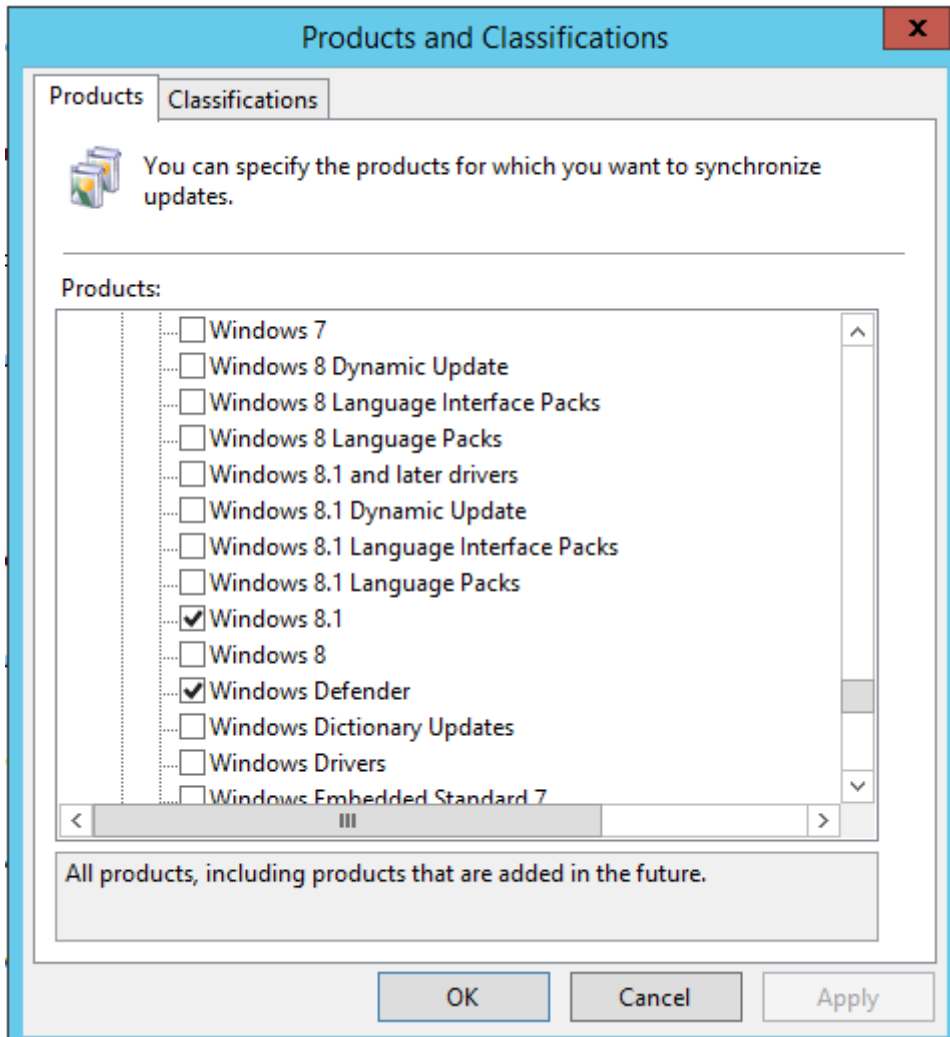 Products and Classifications
x
Products
Classifications
You can specify the products for which you want to synchronize
updates.
Products:
Windows 7
Windows 8 Dynamic Update
Windows 8 Language Interface Packs
Windows 8 Language Packs
Windows 8.1 and later drivers
Windows 8.1 Dynamic Update
Windows 8.1 Language Interface Packs
Windows 8.1 Language Packs
Windows 8.1
Windows 8
Windows Defender
Windows Dictionary Updates
Windows Drivers
Windows Embedded Standard 7
All products, including products that are added in the future.
OK
Cancel
Apply